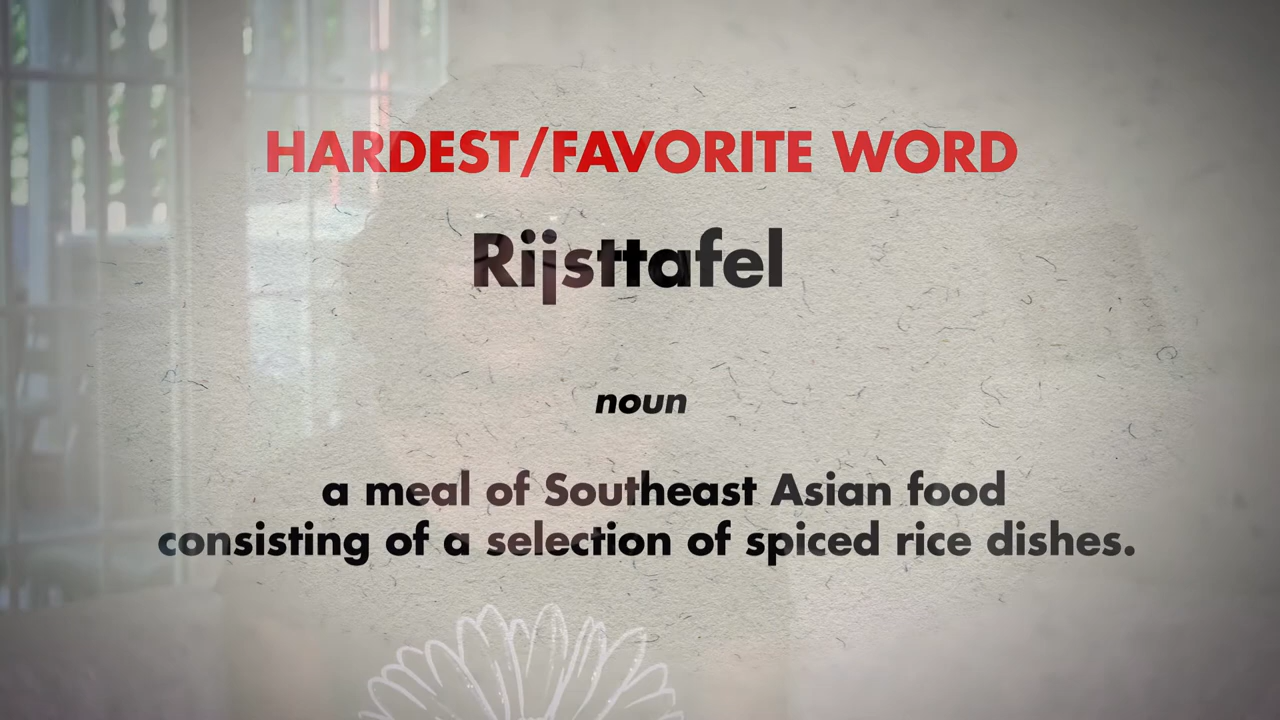 HARDEST/FAVORITE WORD
Rijsttafel
noun
a meal of Southeast Asian food
consisting of a selection of spiced rice dishes.